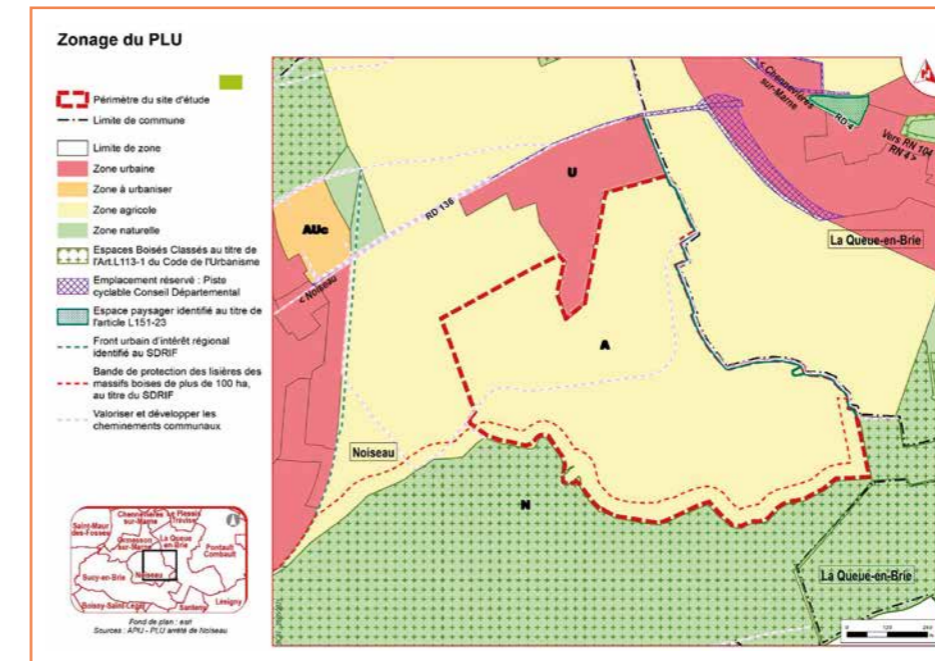 Zonage du PLU
Périmètre du site d'étude
Limite de commune
Limite de zone
Zone urbaine
Zone à urbaniser
Zone agricole
Zone naturelle
Espaces Boisés Classés au titre de
l'Art.L113-1 du Code de l'Urbanisme
Emplacement réservé : Piste
cyclable Conseil Départemental
Espace paysager identifié au titre de
l'article L151-23
Front urbain d'intérêt régional
identifié au SDRIF
Bande de protection des lisières des
massifs boises de plus de 100 ha,
au titre du SDRIF
Valoriser et développer les
cheminements communaux
Chennevières
sur-Marne
Le Plessis
Trévise
Saint-Maur
des-Fossés
Ormesson
sur-Marne
La Queue
en-Brie
Pontault
Combault
Sucy-en-Brie
Noiseau
Boissy-Saint-Léger
Santeny
Lésigny
Fond de plan : esri
Sources : APIJ - PLU arrêté de Noiseau
< Chennevières
sur-Marne
RD 4
Vers RN 104
RN 4 >
U
RD 136
AUc
< Noiseau
La Queue-en-Brie
A
Noiseau
N
La Queue-en-Brie
0